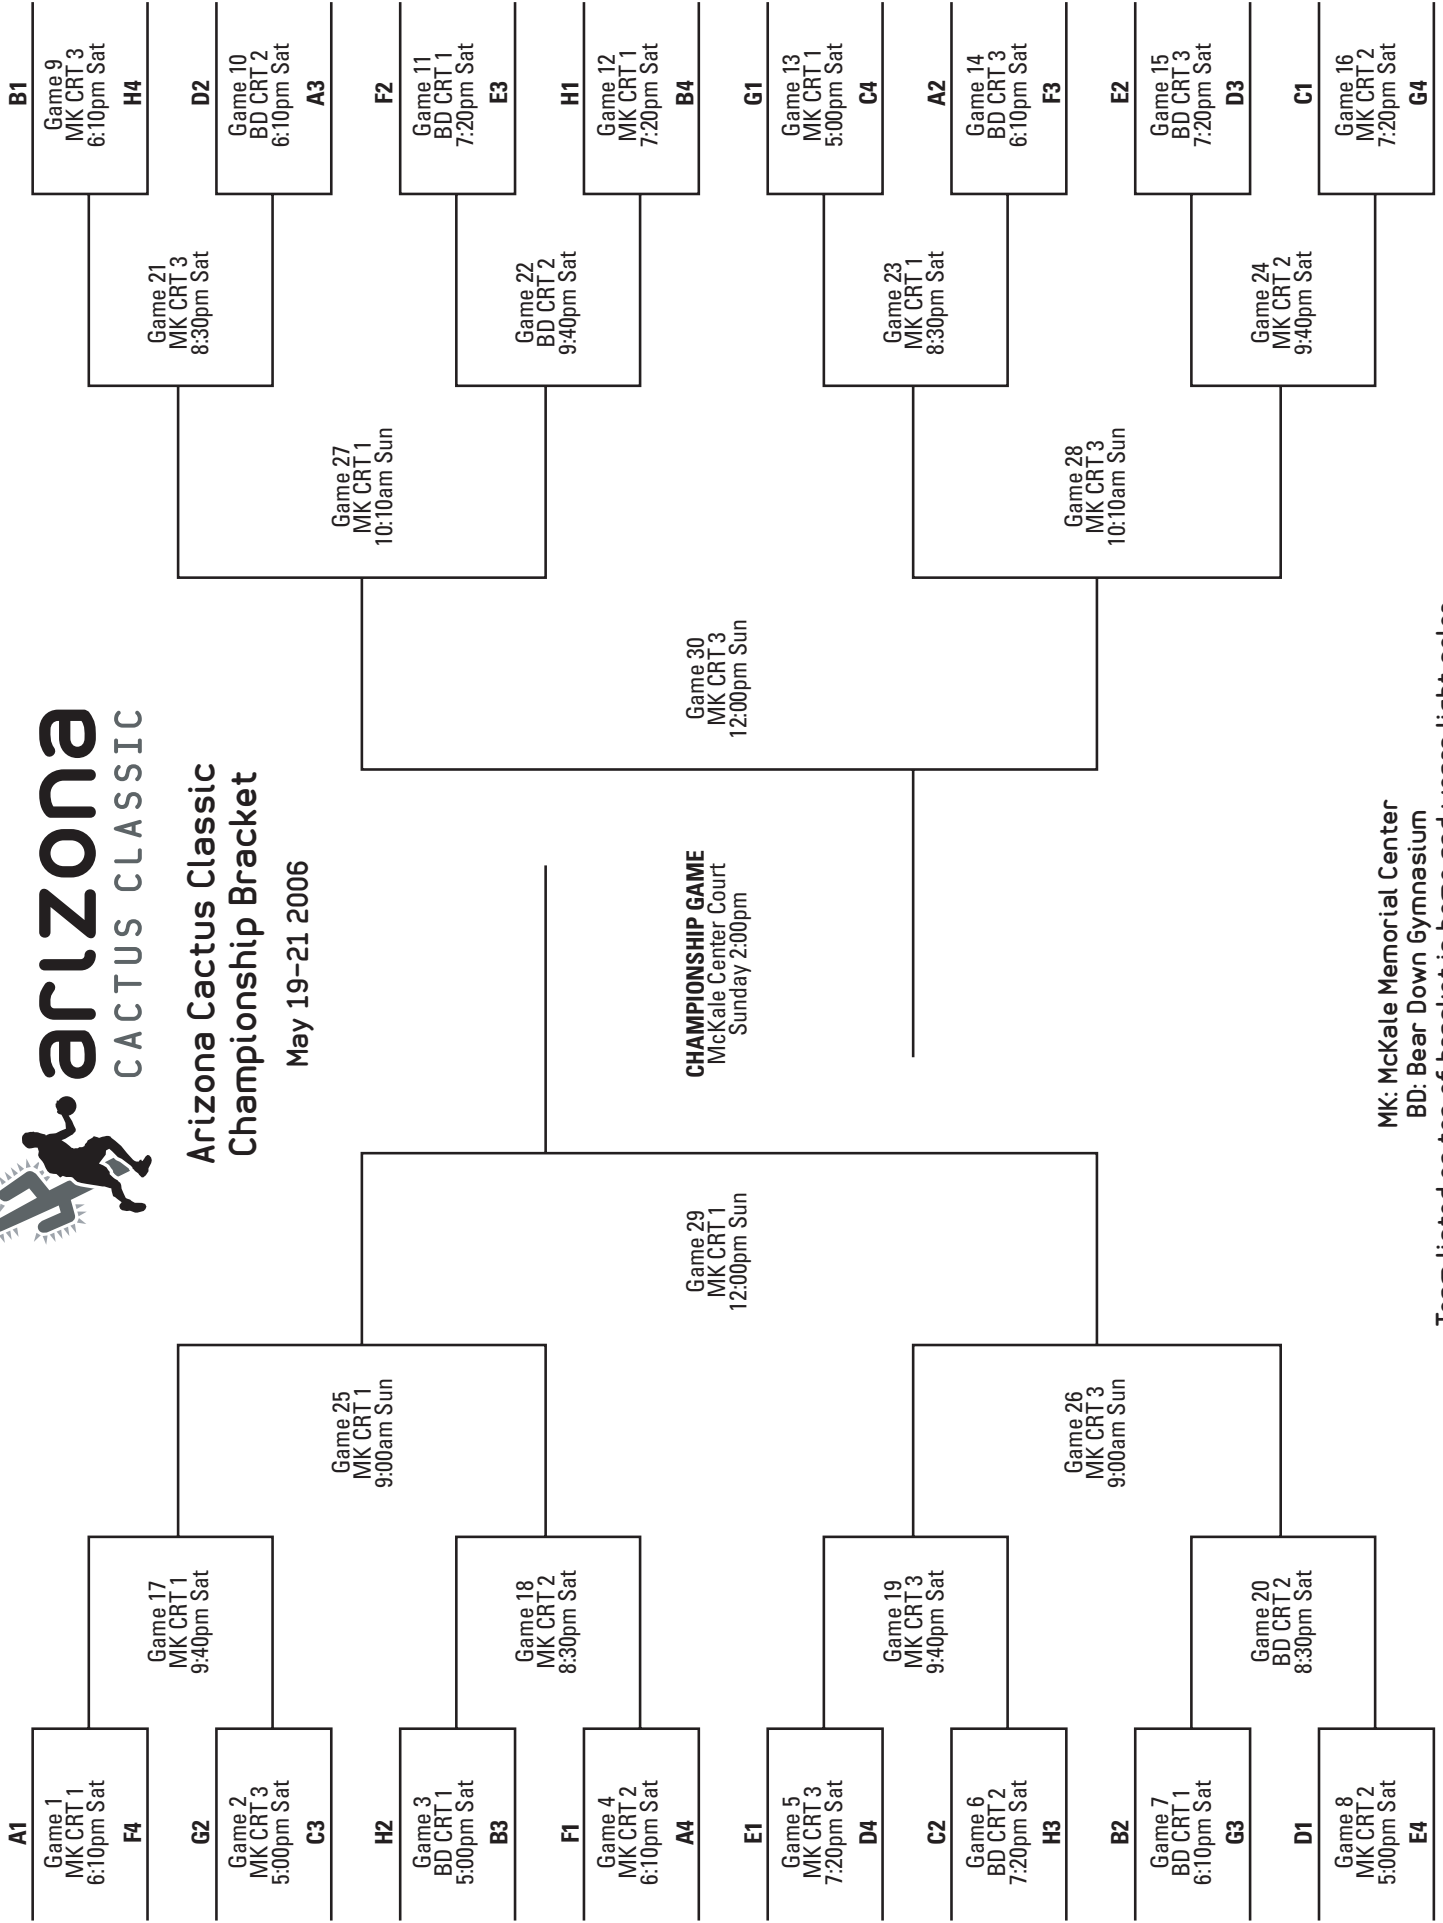 arizona
CACTUS CLASSIC
Arizona Cactus Classic
Championship Bracket
May 19-21 2006
A1
Game 1
MK CRT 1
6:10pm Sat
F4
G2
Game 2
MK CRT 3
5:00pm Sat
C3
H2
Game 3
BD CRT 1
5:00pm Sat
B3
F1
Game 4
MK CRT 2
6:10pm Sat
A4
E1
Game 5
MK CRT 3
7:20pm Sat
D4
C2
Game 6
BD CRT 2
7:20pm Sat
H3
B2
Game 7
BD CRT 1
6:10pm Sat
G3
D1
Game 8
MK CRT 2
5:00pm Sat
E4
Game 17
MK CRT 1
9:40pm Sat
Game 18
MK CRT 2
8:30pm Sat
Game 19
MK CRT 3
9:40pm Sat
Game 20
BD CRT 2
8:30pm Sat
Game 25
MK CRT 1
9:00am Sun
Game 26
MK CRT 3
9:00am Sun
Game 29
MK CRT 1
12:00pm Sun
CHAMPIONSHIP GAME
McKale Center Court
Sunday 2:00pm
Game 30
MK CRT 3
12:00pm Sun
Game 27
MK CRT 1
10:10am Sun
Game 28
MK CRT 3
10:10am Sun
Game 21
MK CRT 3
8:30pm Sat
Game 22
BD CRT 2
9:40pm Sat
Game 23
MK CRT 1
8:30pm Sat
Game 24
MK CRT 2
9:40pm Sat
B1
Game 9
MK CRT 3
6:10pm Sat
H4
D2
Game 10
BD CRT 2
6:10pm Sat
A3
F2
Game 11
BD CRT 1
7:20pm Sat
E3
H1
Game 12
MK CRT 1
7:20pm Sat
B4
G1
Game 13
MK CRT 1
5:00pm Sat
C4
A2
Game 14
BD CRT 3
6:10pm Sat
F3
E2
Game 15
BD CRT 3
7:20pm Sat
D3
C1
Game 16
MK CRT 2
7:20pm Sat
G4
MK: McKale Memorial Center
BD: Bear Down Gymnasium